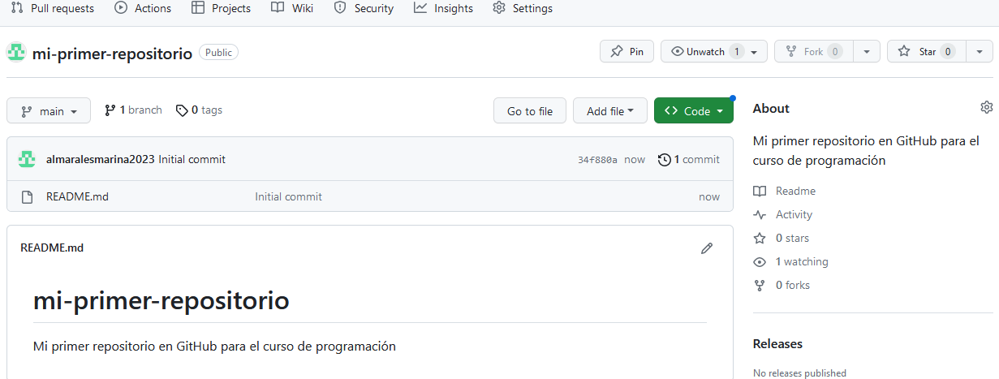 Pull requests Actions Projects Wiki Security Insights Settings
mi-primer-repositorio Public Pin Unwatch 1 Fork 0 Star 0
main 1 branch 0 tags Go to file Add file Code
almaralesmarina2023 Initial commit 34f880a now 1 commit
README.md Initial commit now
README.md
mi-primer-repositorio
Mi primer repositorio en GitHub para el curso de programación
About
Mi primer repositorio en GitHub para el
curso de programación
Readme
Activity
0 stars
1 watching
0 forks
Releases
No releases published